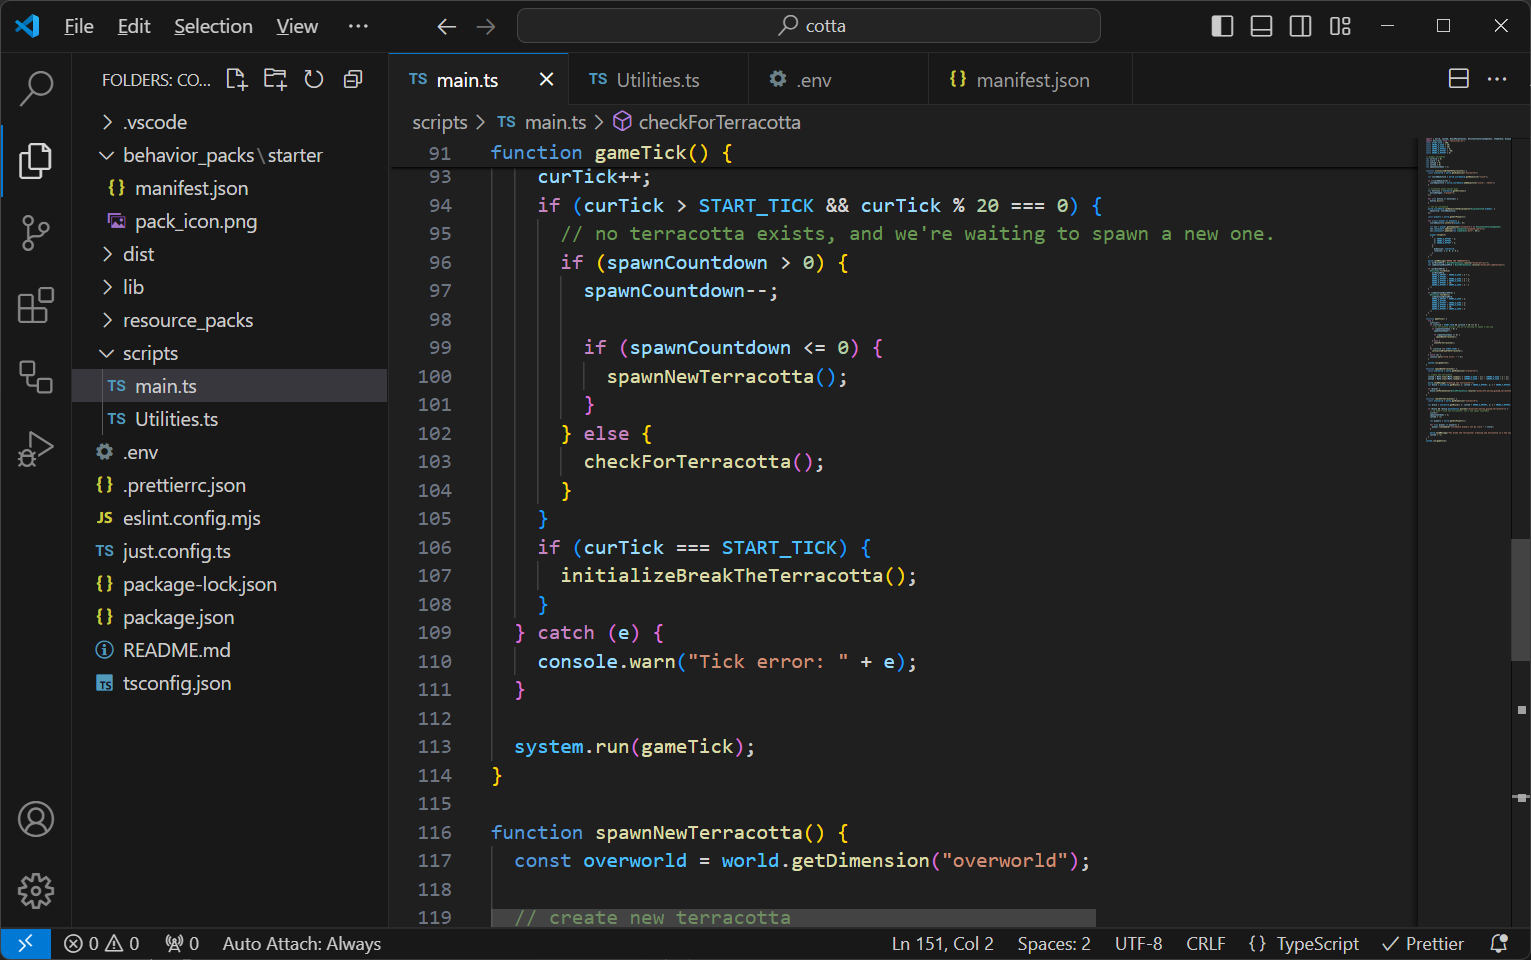 File Edit Selection View ··· cotta
FOLDERS: CO...
TS main.ts
TS Utilities.ts
.env
{} manifest.json
.vscode
behavior_packs\starter
{} manifest.json
pack_icon.png
dist
lib
resource_packs
scripts
TS main.ts
TS Utilities.ts
.env
{} .prettierrc.json
JS eslint.config.mjs
TS just.config.ts
{} package-lock.json
{} package.json
README.md
TS tsconfig.json
scripts > TS main.ts > checkForTerracotta
91 function gameTick() {
93 curTick++;
94 if (curTick > START_TICK && curTick % 20 === 0) {
95 // no terracotta exists, and we're waiting to spawn a new one.
96 if (spawnCountdown > 0) {
97 spawnCountdown--;
98
99 if (spawnCountdown <= 0) {
100 spawnNewTerracotta();
101 }
102 } else {
103 checkForTerracotta();
104 }
105 }
106 if (curTick === START_TICK) {
107 initializeBreakTheTerracotta();
108 }
109 } catch (e) {
110 console.warn("Tick error: " + e);
111 }
112
113 system.run(gameTick);
114 }
115
116 function spawnNewTerracotta() {
117 const overworld = world.getDimension("overworld");
118
119 // create new terracotta
0 0 0 Auto Attach: Always
Ln 151, Col 2 Spaces: 2 UTF-8 CRLF {} TypeScript Prettier